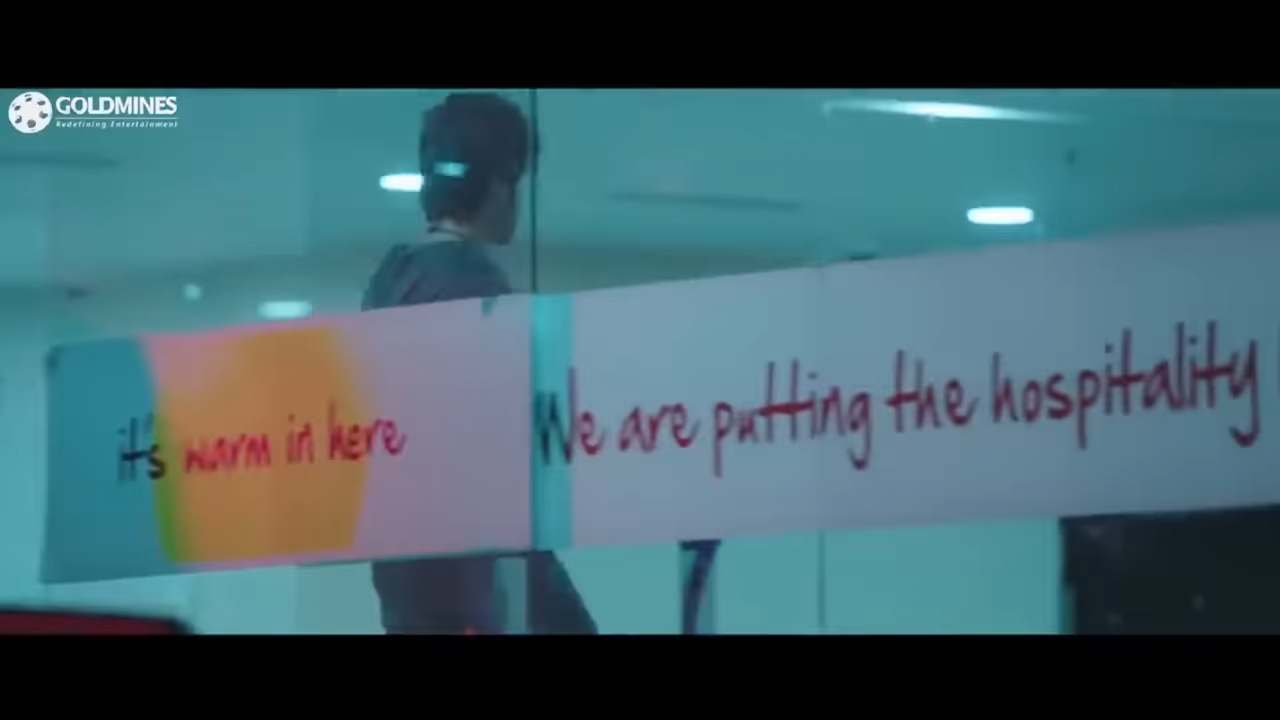 GOLDMINES
Redefining Entertainment
it's warm in here
We are putting the hospitality